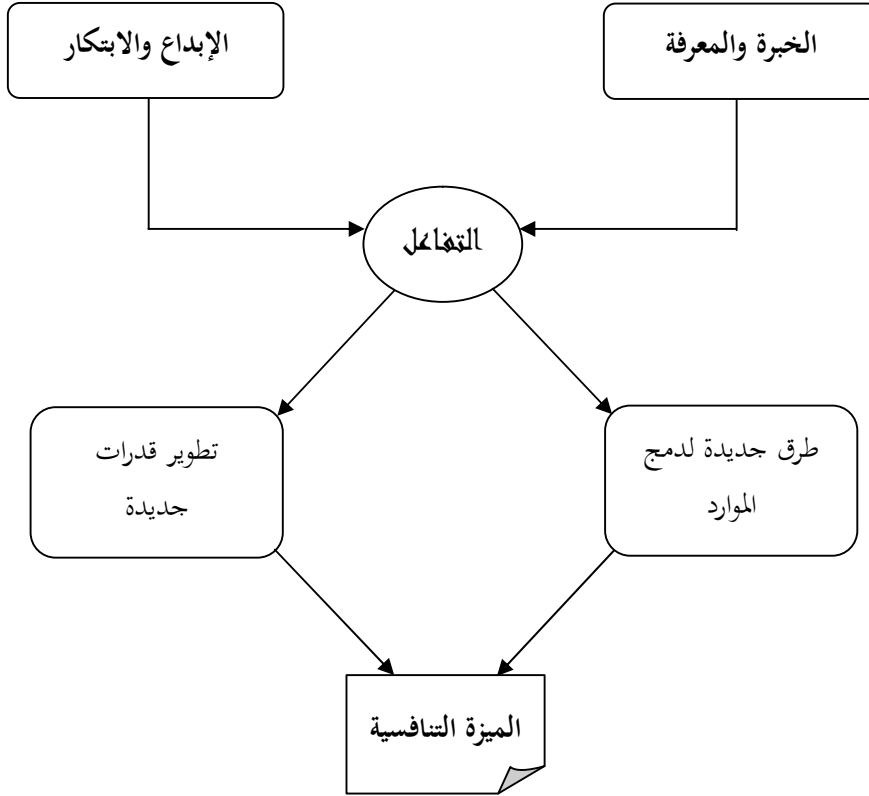 الخبرة والمعرفة
الإبداع والابتكار
التفاعل
طرق جديدة لدمج
الموارد
تطوير قدرات
جديدة
الميزة التنافسية